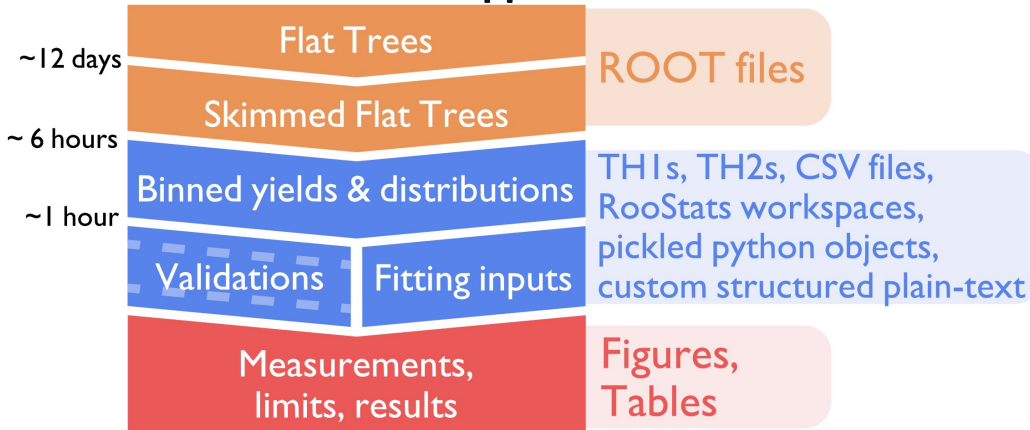 Flat Trees
~12 days
ROOT files
Skimmed Flat Trees
~ 6 hours
Binned yields & distributions
~1 hour
TH1s, TH2s, CSV files,
RooStats workspaces,
pickled python objects,
custom structured plain-text
Validations
Fitting inputs
Measurements,
limits, results
Figures,
Tables